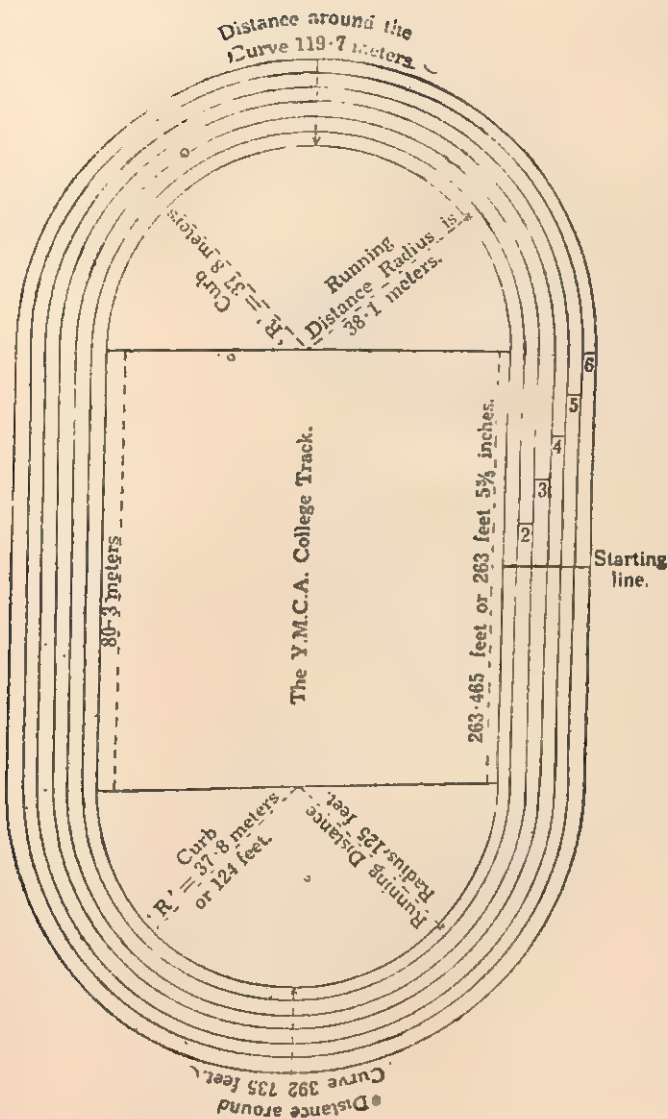 Distance around the
Curve 119·7 meters.
Curb
'R' = 37·8 meters
Running
Distance Radius is
38·1 meters.
6
5
4
3
2
Starting
line.
80·3 meters
The Y.M.C.A. College Track.
263·465 feet or 263 feet 5⅗ inches.
Curb
'R' = 37·8 meters
or 124 feet.
Running Distance
Radius, 125 feet.
Distance around
Curve 392 735 feet.